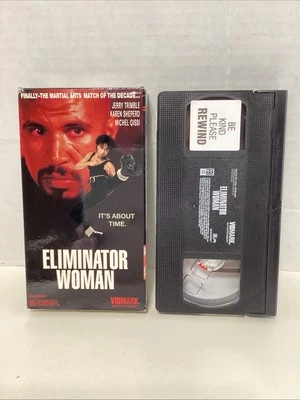 FINALLY–THE MARTIAL ARTS MATCH OF THE DECADE...
JERRY TRIMBLE
KAREN SHEPERD
MICHEL QISSI
IT'S ABOUT
TIME.
ELIMINATOR
WOMAN
VIDMARK
BE
KIND
PLEASE
REWIND
ELIMINATOR
WOMAN
VIDMARK